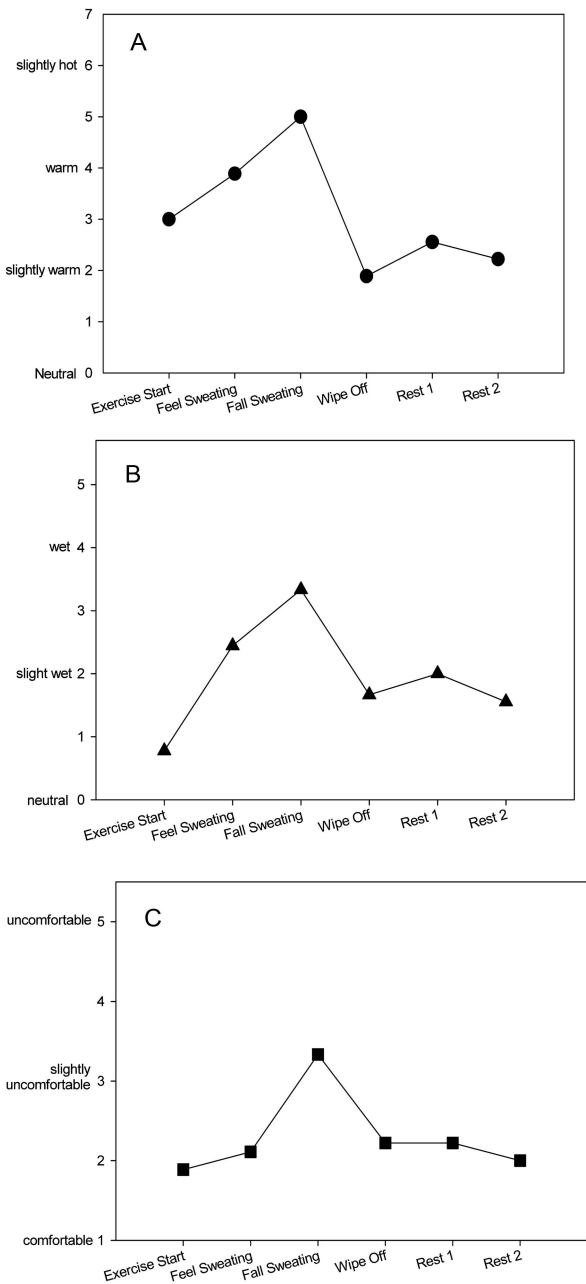 A
7
slightly hot 6
5
warm 4
3
slightly warm 2
1
Neutral 0
Exercise Start Feel Sweating Fall Sweating Wipe Off Rest 1 Rest 2
B
5
wet 4
3
slight wet 2
1
neutral 0
Exercise Start Feel Sweating Fall Sweating Wipe Off Rest 1 Rest 2
C
uncomfortable 5
4
slightly
uncomfortable
3
2
comfortable 1
Exercise Start Feel Sweating Fall Sweating Wipe Off Rest 1 Rest 2